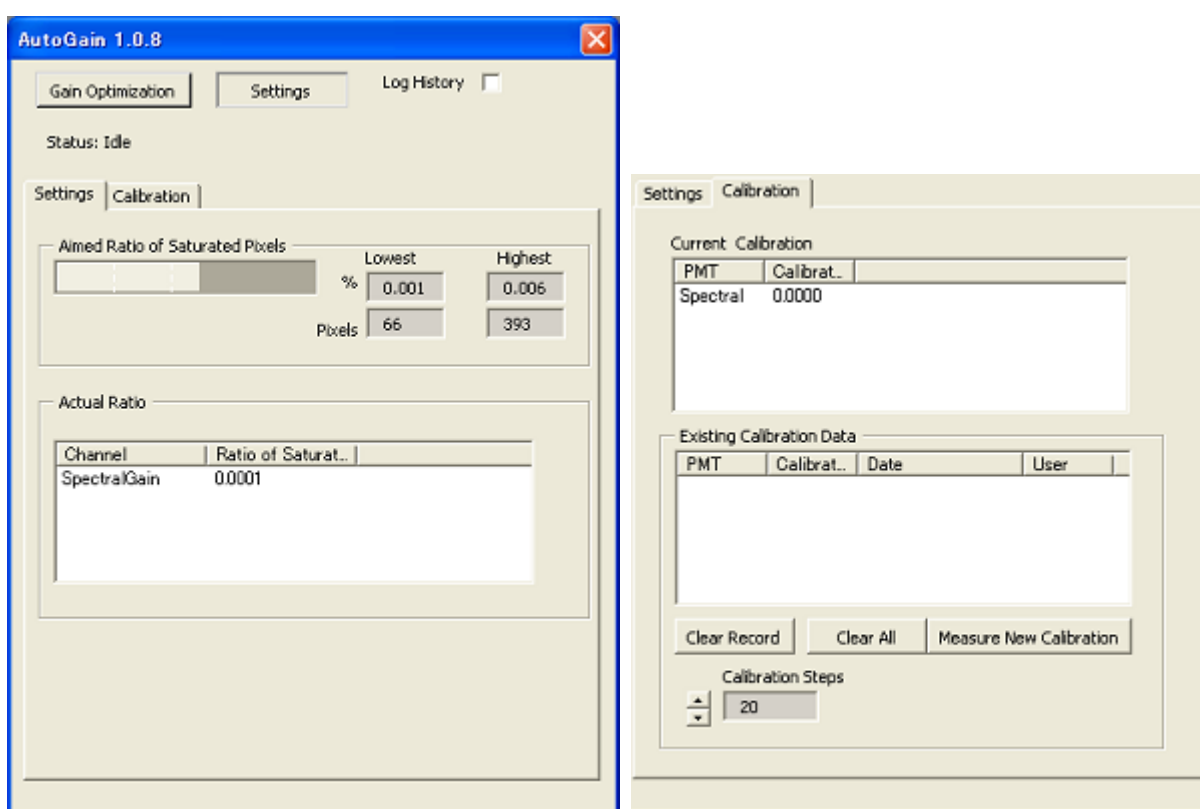 AutoGain 1.0.8
Gain Optimization Settings Log History
Status: Idle
Settings Calibration
Aimed Ratio of Saturated Pixels
Lowest Highest
% 0.001 0.006
Pixels 66 393
Actual Ratio
Channel Ratio of Saturat..
SpectralGain 0.0001
Settings Calibration
Current Calibration
PMT Calibrat..
Spectral 0.0000
Existing Calibration Data
PMT Calibrat.. Date User
Clear Record Clear All Measure New Calibration
Calibration Steps
20